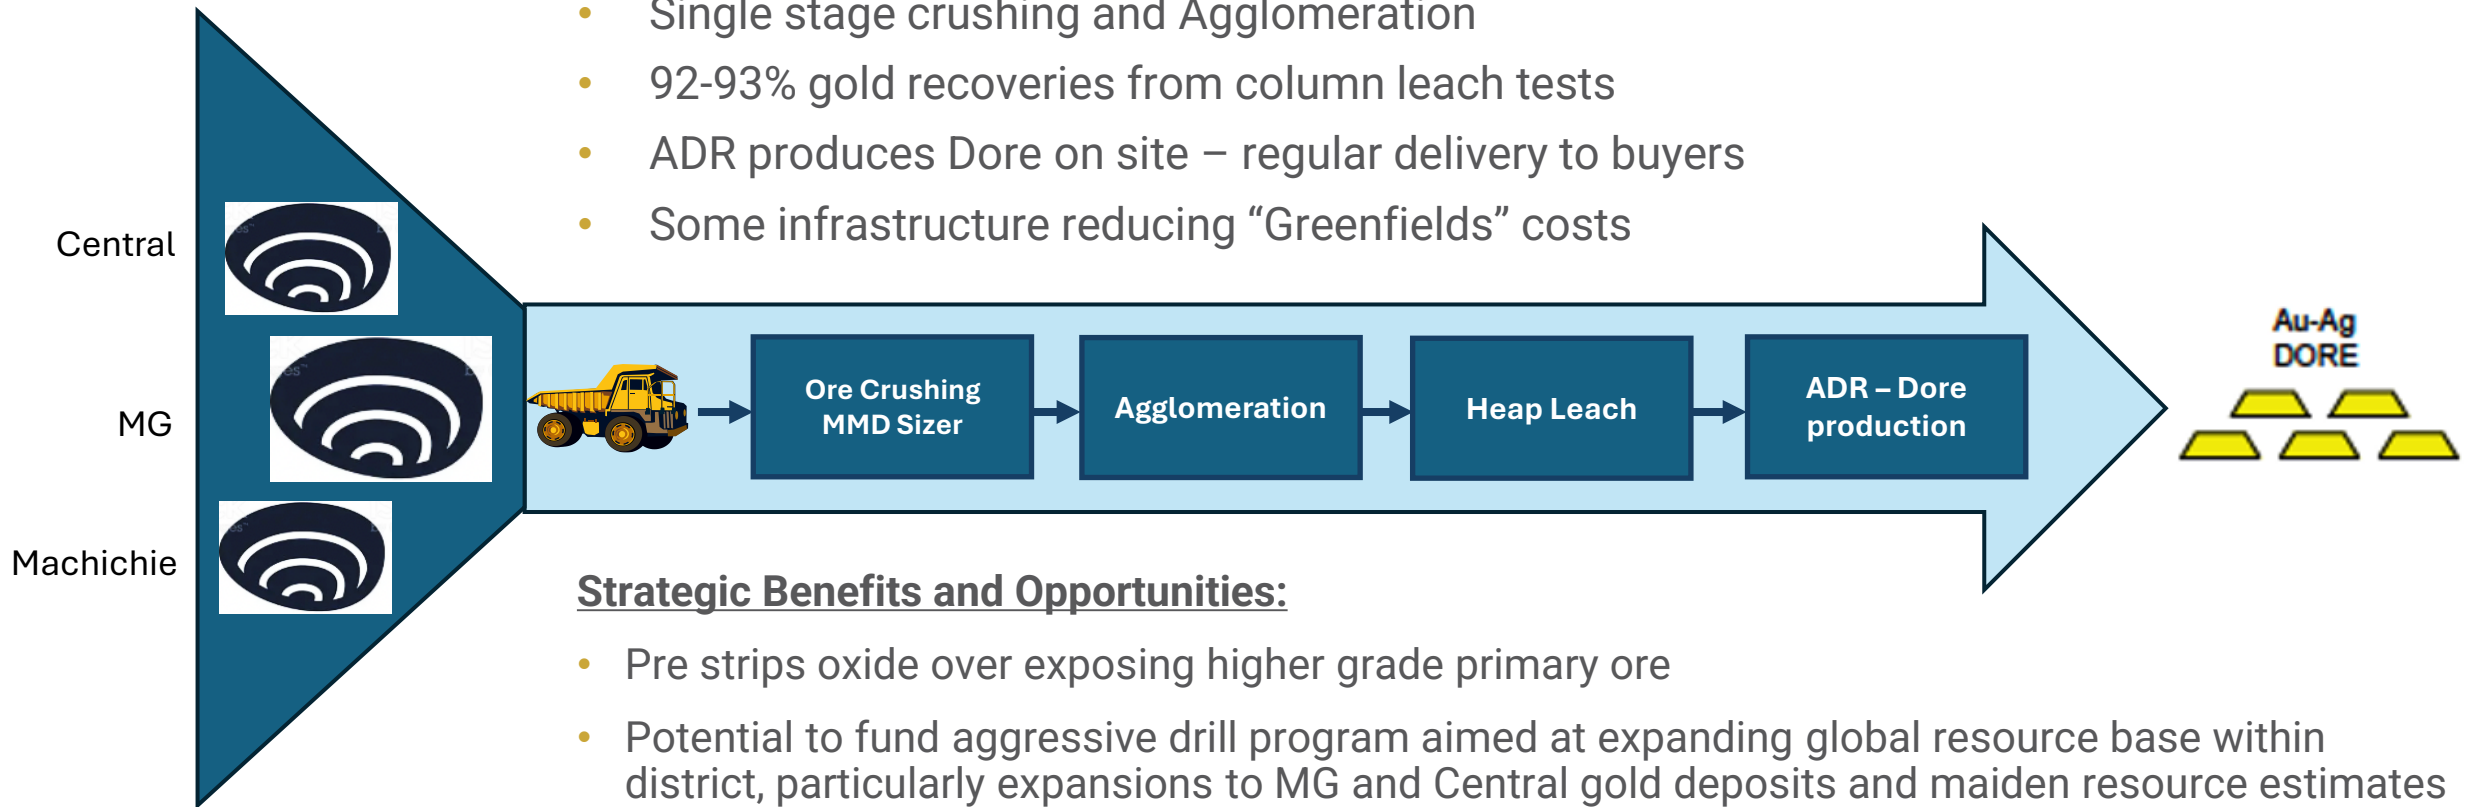 • Single stage crushing and Agglomeration
• 92-93% gold recoveries from column leach tests
• ADR produces Dore on site – regular delivery to buyers
• Some infrastructure reducing “Greenfields” costs
Central
MG
Machichie
Ore Crushing
MMD Sizer
Agglomeration
Heap Leach
ADR – Dore
production
Au-Ag
DORE
Strategic Benefits and Opportunities:
• Pre strips oxide over exposing higher grade primary ore
• Potential to fund aggressive drill program aimed at expanding global resource base within
district, particularly expansions to MG and Central gold deposits and maiden resource estimates